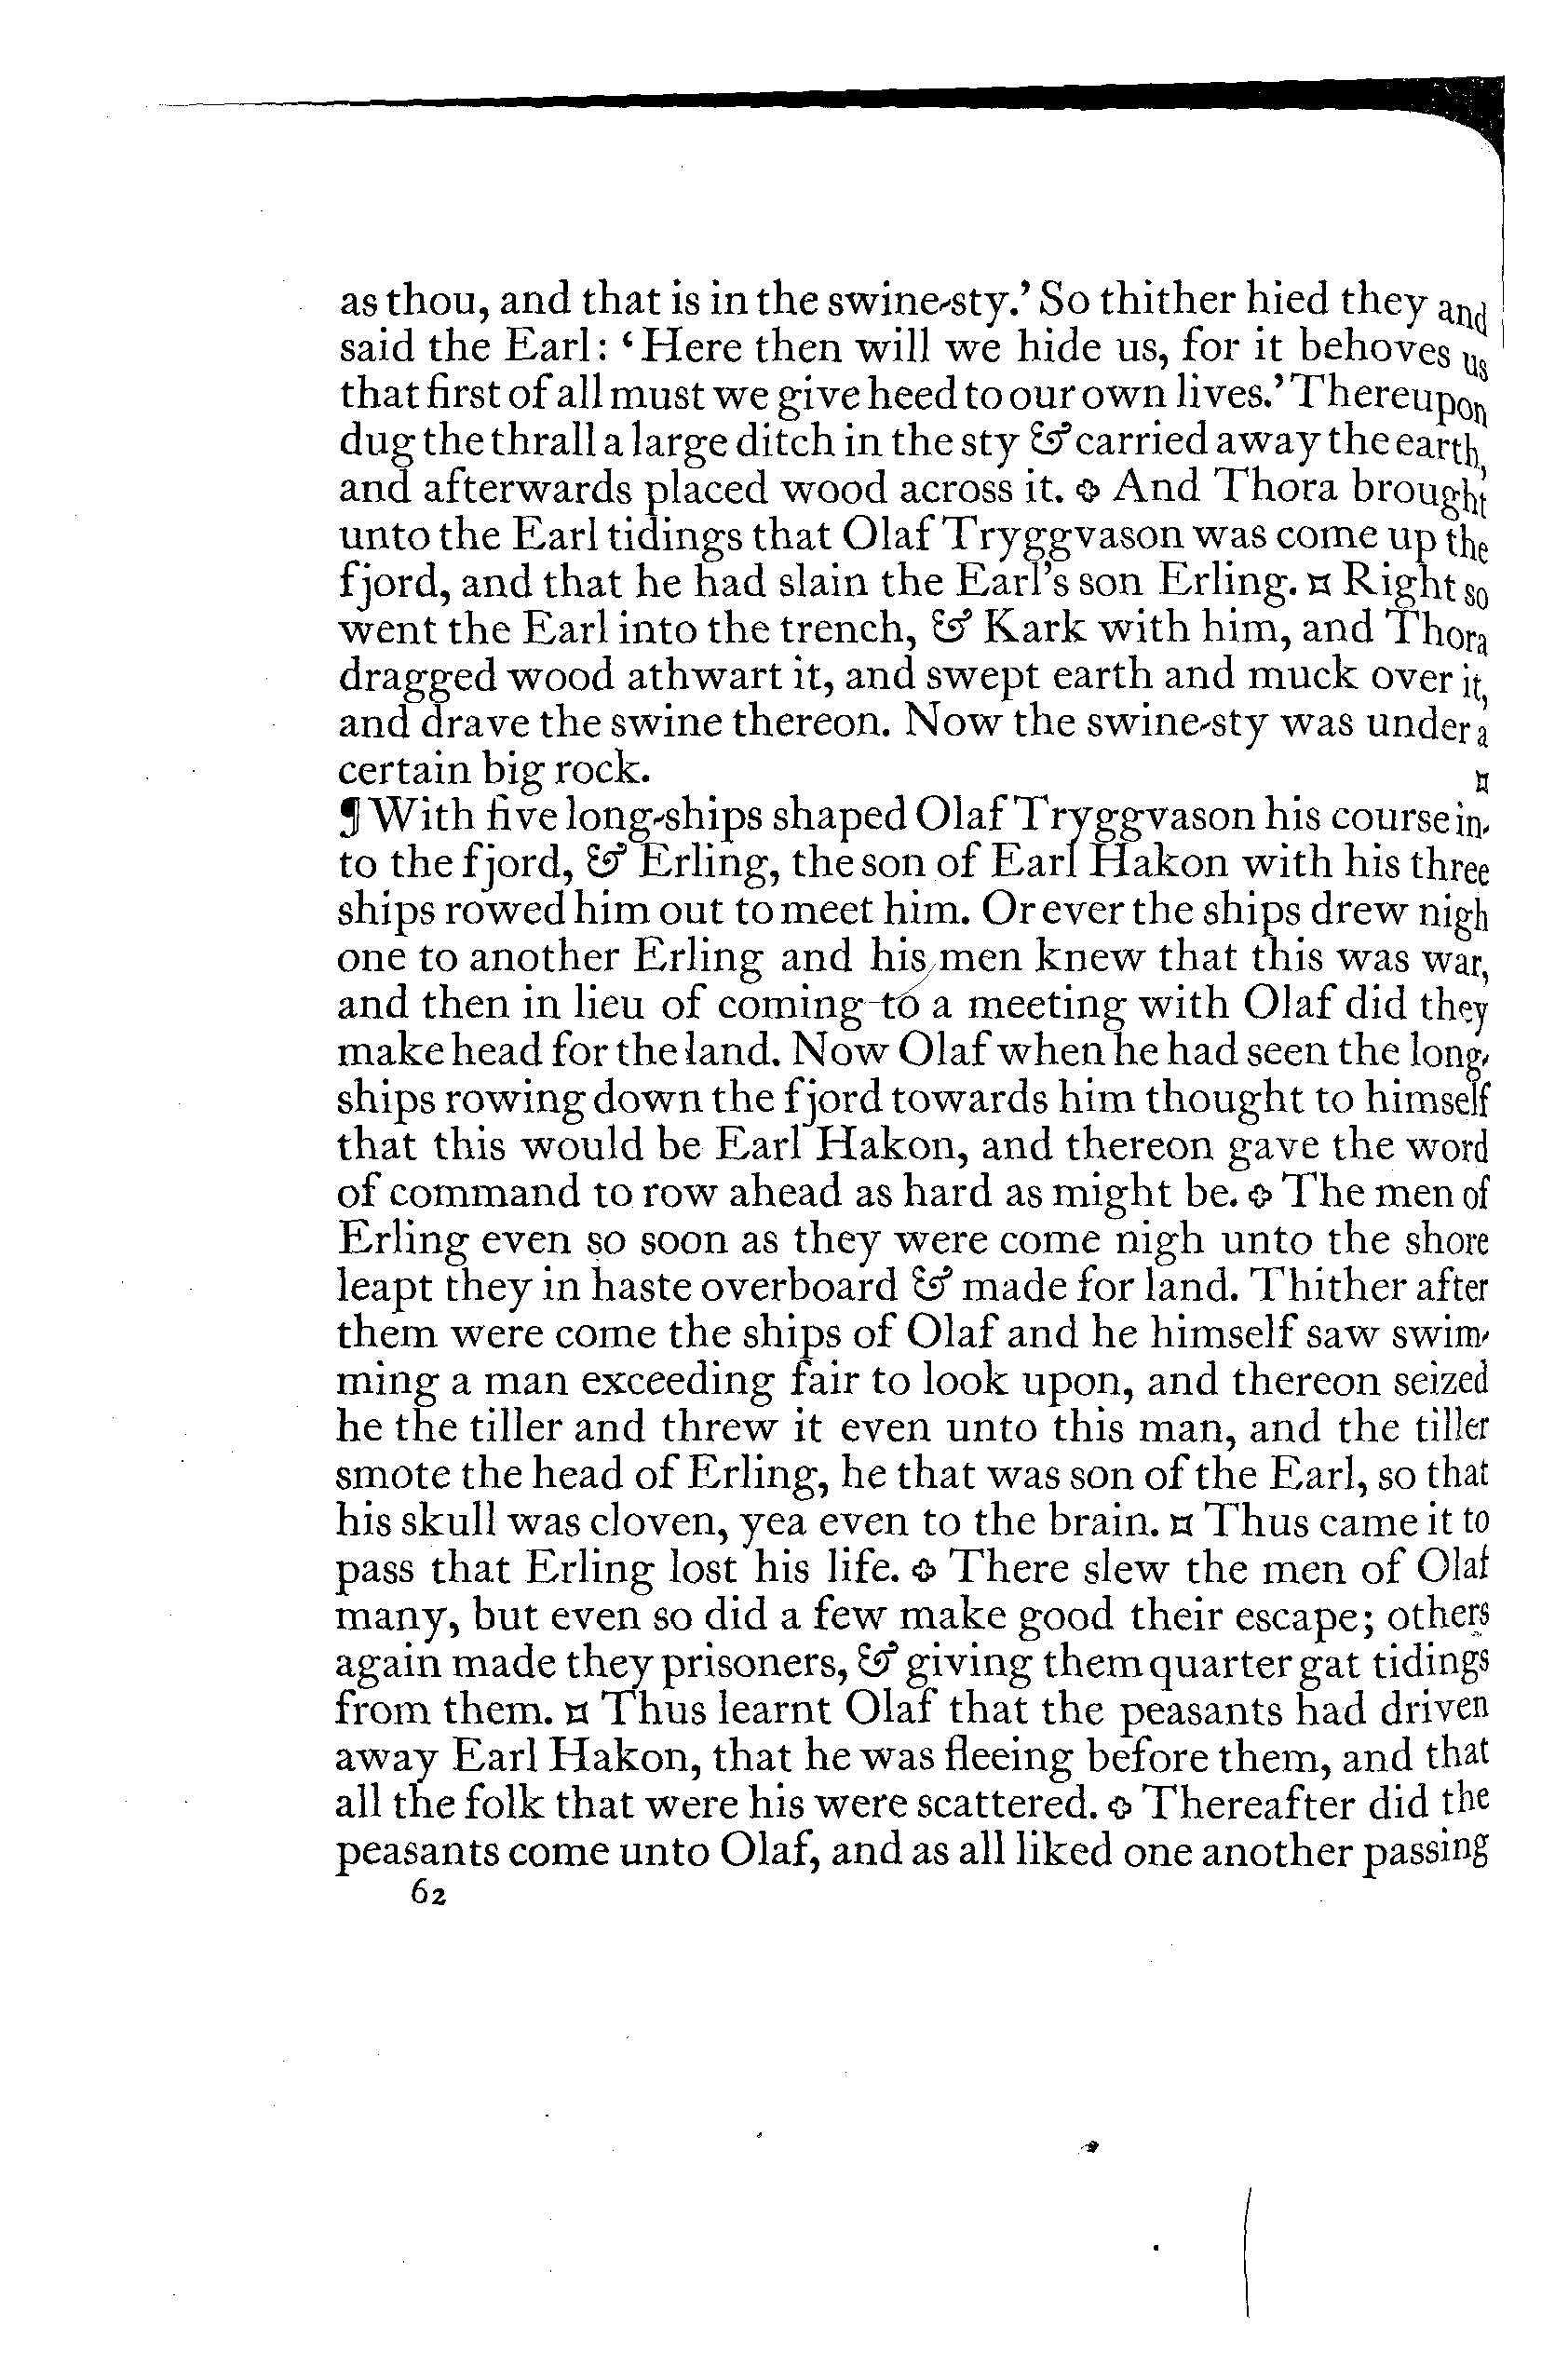 as thou, and that is in the swine-sty.' So thither hied they and
said the Earl: 'Here then will we hide us, for it behoves us
that first of all must we give heed to our own lives.' Thereupon
dug the thrall a large ditch in the sty & carried away the earth,
and afterwards placed wood across it. ✥ And Thora brought
unto the Earl tidings that Olaf Tryggvason was come up the
fjord, and that he had slain the Earl's son Erling. ¤ Right so
went the Earl into the trench, & Kark with him, and Thora
dragged wood athwart it, and swept earth and muck over it,
and drave the swine thereon. Now the swine-sty was under a
certain big rock. ¤
¶ With five long-ships shaped Olaf Tryggvason his course in-
to the fjord, & Erling, the son of Earl Hakon with his three
ships rowed him out to meet him. Or ever the ships drew nigh
one to another Erling and his men knew that this was war,
and then in lieu of coming to a meeting with Olaf did they
make head for the land. Now Olaf when he had seen the long-
ships rowing down the fjord towards him thought to himself
that this would be Earl Hakon, and thereon gave the word
of command to row ahead as hard as might be. ✥ The men of
Erling even so soon as they were come nigh unto the shore
leapt they in haste overboard & made for land. Thither after
them were come the ships of Olaf and he himself saw swim-
ming a man exceeding fair to look upon, and thereon seized
he the tiller and threw it even unto this man, and the tiller
smote the head of Erling, he that was son of the Earl, so that
his skull was cloven, yea even to the brain. ¤ Thus came it to
pass that Erling lost his life. ✥ There slew the men of Olaf
many, but even so did a few make good their escape; others
again made they prisoners, & giving them quarter gat tidings
from them. ¤ Thus learnt Olaf that the peasants had driven
away Earl Hakon, that he was fleeing before them, and that
all the folk that were his were scattered. ✥ Thereafter did the
peasants come unto Olaf, and as all liked one another passing
62